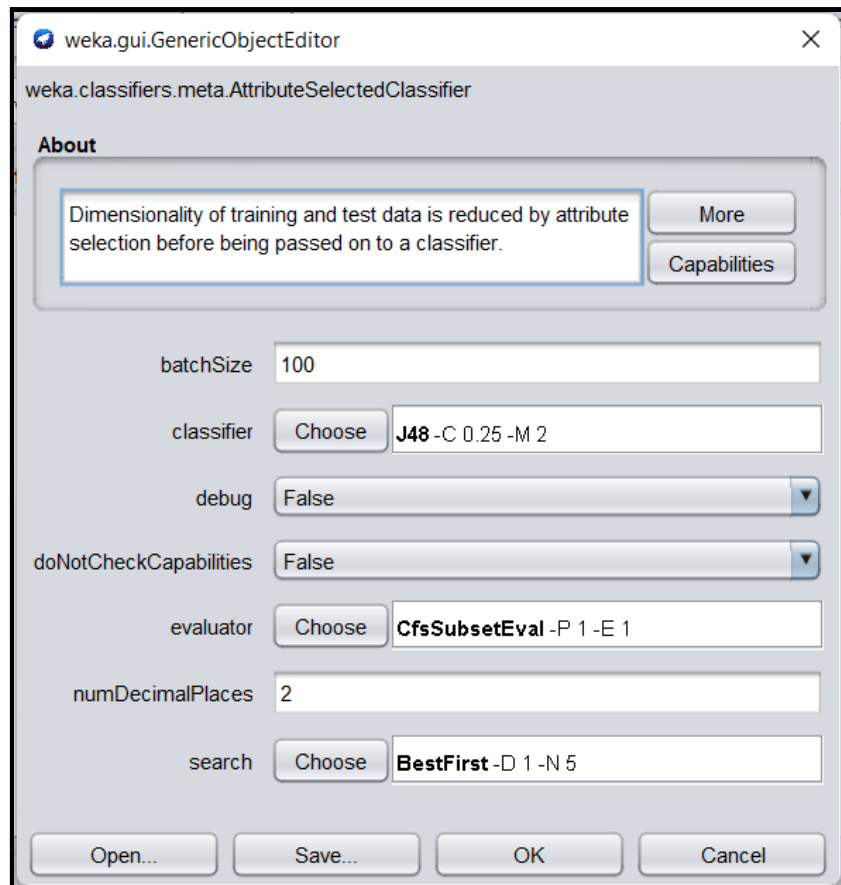 weka.gui.GenericObjectEditor
weka.classifiers.meta.AttributeSelectedClassifier
About
Dimensionality of training and test data is reduced by attribute
selection before being passed on to a classifier.
More
Capabilities
batchSize 100
classifier Choose J48 -C 0.25 -M 2
debug False
doNotCheckCapabilities False
evaluator Choose CfsSubsetEval -P 1 -E 1
numDecimalPlaces 2
search Choose BestFirst -D 1 -N 5
Open... Save... OK Cancel